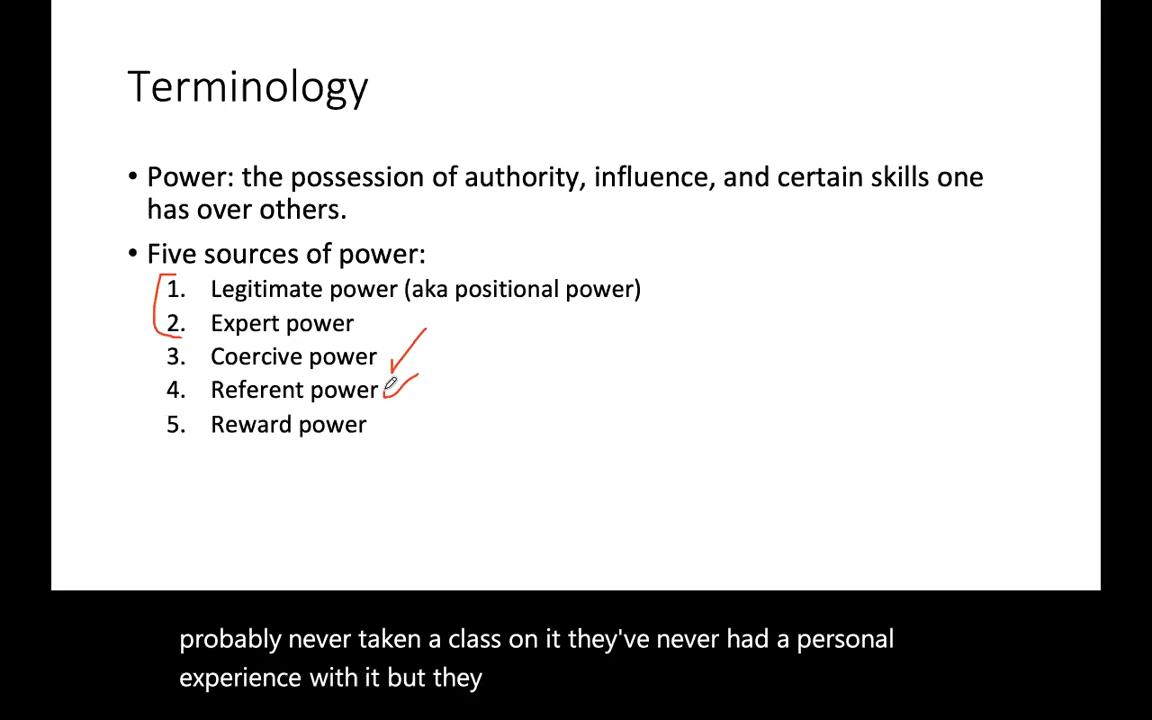 Terminology
• Power: the possession of authority, influence, and certain skills one
has over others.
• Five sources of power:
1. Legitimate power (aka positional power)
2. Expert power
3. Coercive power
4. Referent power
5. Reward power
probably never taken a class on it they've never had a personal
experience with it but they